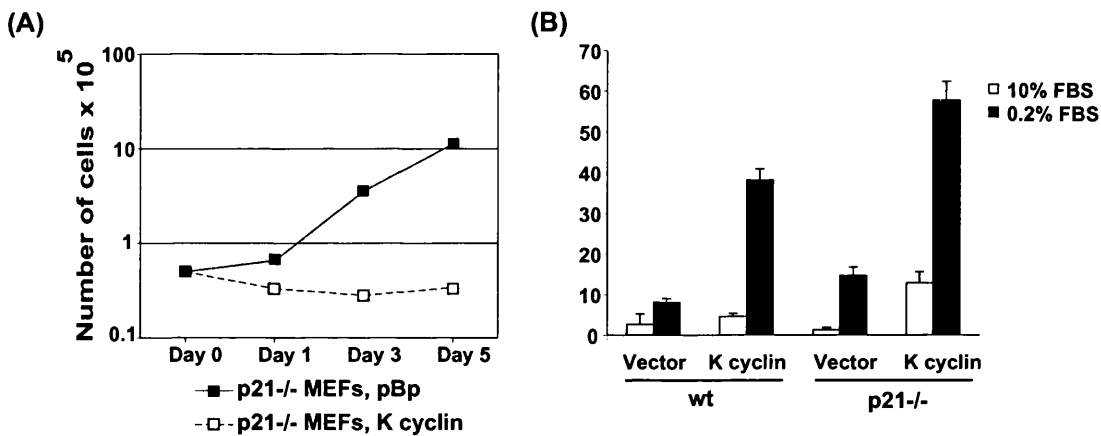 (A)
Number of cells x 10^5
100
10
1
0.1
Day 0 Day 1 Day 3 Day 5
p21-/- MEFs, pBp
p21-/- MEFs, K cyclin
(B)
70
60
50
40
30
20
10
0
10% FBS
0.2% FBS
Vector K cyclin Vector K cyclin
wt p21-/-